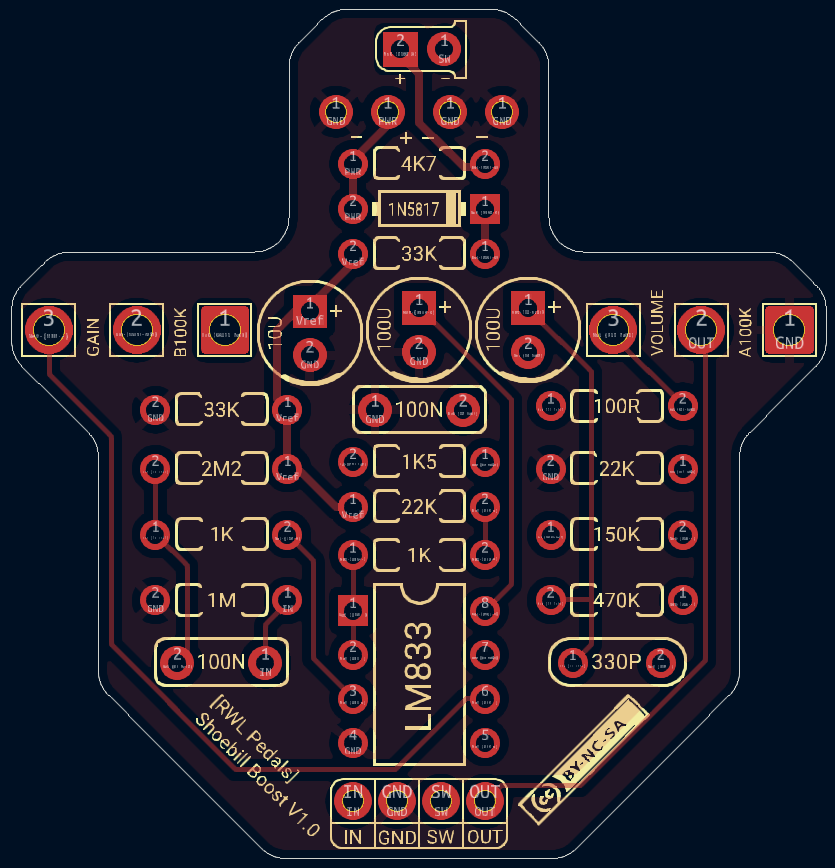 2 1
SW
+ -
1 1 1 1
GND PWR GND GND
- + - -
1 4K7 2
PWR
2 1N5817 1
PWR
2 33K 1
Vref
3 GAIN 2 B100K 1
1 + 10U
Vref
2
GND
1 + 100U
2
GND
1 + 100U
2
3 VOLUME 2 A100K 1
OUT GND
2 33K 1
GND Vref
1 100N 2
GND
1 100R 2
2 2M2 1
Vref
2 1K5 1
2 22K 1
GND
1 22K 2
Vref
1 1K 2
1 1K 2
1 150K 2
2 1M 1
GND IN
2 470K 1
2 100N 1
IN
1 330P 2
1 8
2 7
3 6
4 5
GND
LM833
[RWL Pedals]
Shoebill Boost V1.0
cc BY-NC-SA
IN GND SW OUT
IN GND SW OUT
IN GND SW OUT